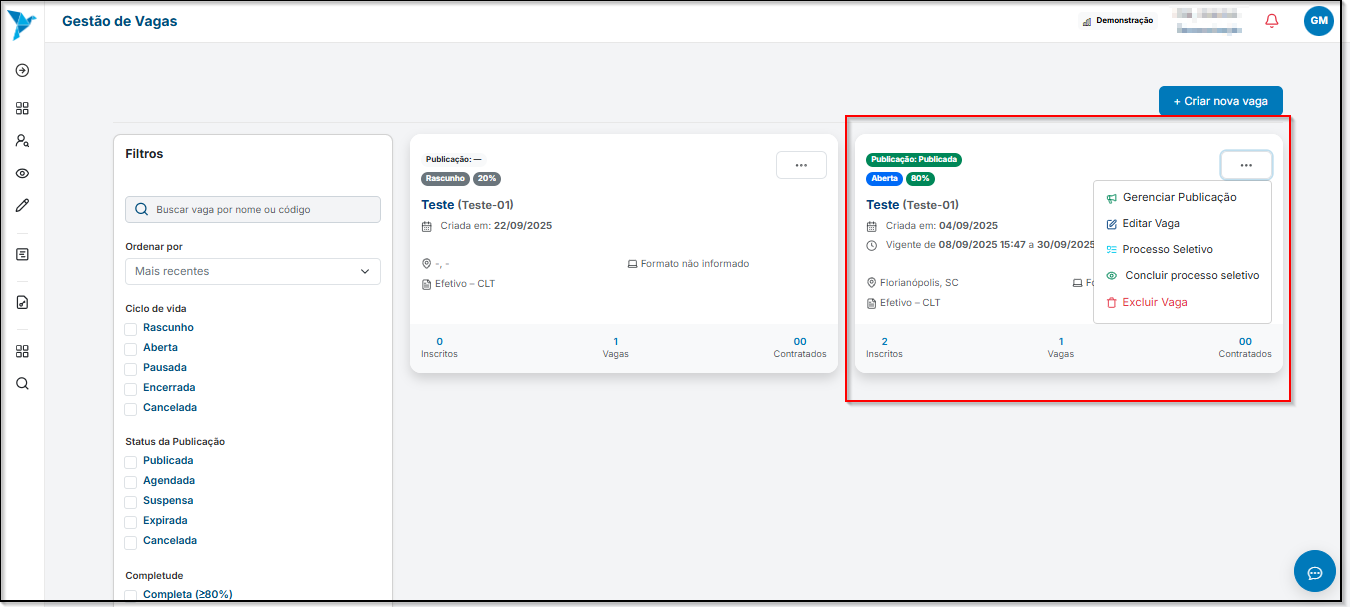 Gestão de Vagas
Demonstração
GM
+ Criar nova vaga
Filtros
Buscar vaga por nome ou código
Ordenar por
Mais recentes
Ciclo de vida
Rascunho
Aberta
Pausada
Encerrada
Cancelada
Status da Publicação
Publicada
Agendada
Suspensa
Expirada
Cancelada
Completude
Completa (≥80%)
Publicação: —
Rascunho 20%
Teste (Teste-01)
Criada em: 22/09/2025
-, -
Formato não informado
Efetivo – CLT
0 1 00
Inscritos Vagas Contratados
Publicação: Publicada
Aberta 80%
Teste (Teste-01)
Criada em: 04/09/2025
Vigente de 08/09/2025 15:47 a 30/09/2025
Florianópolis, SC
Fo
Efetivo – CLT
2 1 00
Inscritos Vagas Contratados
Gerenciar Publicação
Editar Vaga
Processo Seletivo
Concluir processo seletivo
Excluir Vaga